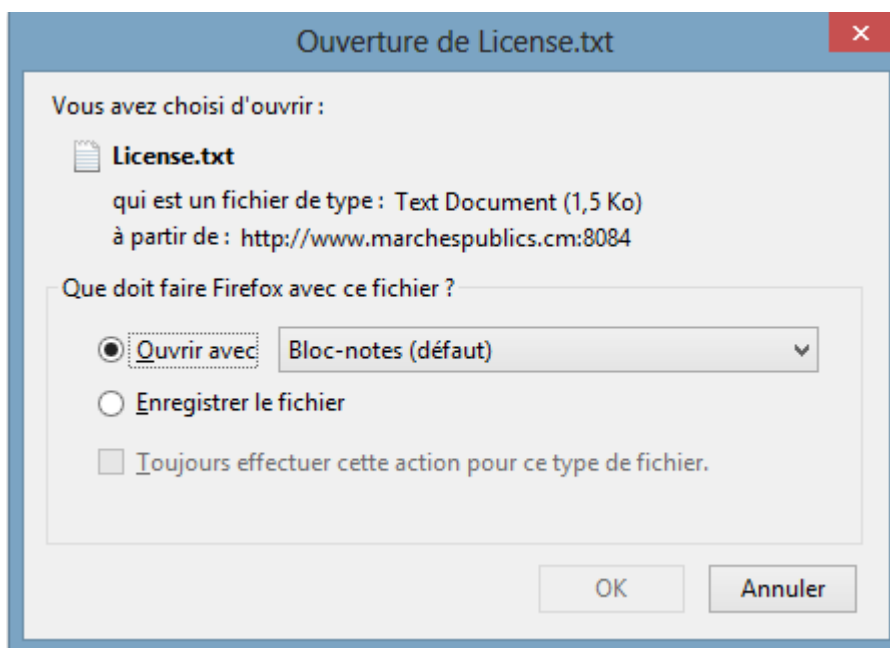 Ouverture de License.txt
Vous avez choisi d'ouvrir :
License.txt
qui est un fichier de type : Text Document (1,5 Ko)
à partir de : http://www.marchespublics.cm:8084
Que doit faire Firefox avec ce fichier ?
Ouvrir avec Bloc-notes (défaut)
Enregistrer le fichier
Toujours effectuer cette action pour ce type de fichier.
OK Annuler